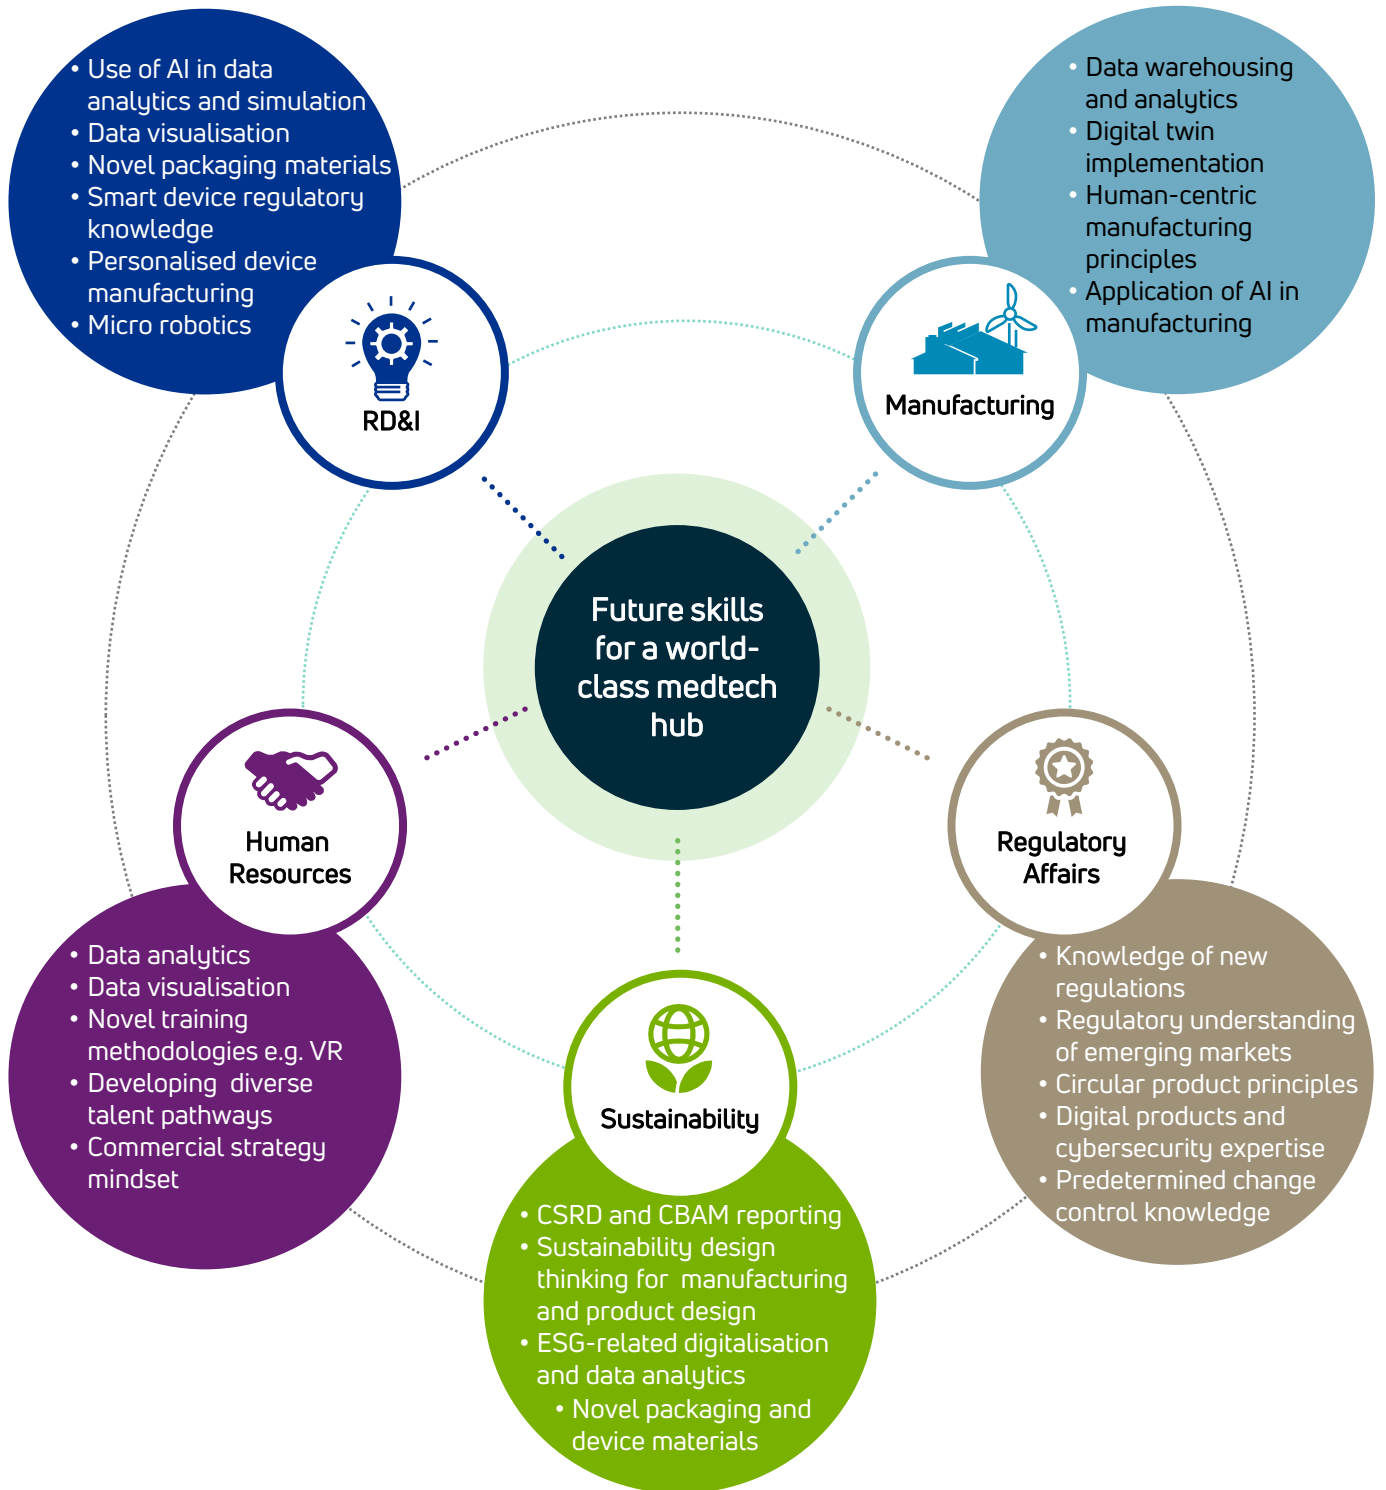 • Use of AI in data
analytics and simulation
• Data visualisation
• Novel packaging materials
• Smart device regulatory
knowledge
• Personalised device
manufacturing
• Micro robotics
RD&I
• Data warehousing
and analytics
• Digital twin
implementation
• Human-centric
manufacturing
principles
• Application of AI in
manufacturing
Manufacturing
Future skills
for a world-
class medtech
hub
Human
Resources
• Data analytics
• Data visualisation
• Novel training
methodologies e.g. VR
• Developing diverse
talent pathways
• Commercial strategy
mindset
Regulatory
Affairs
• Knowledge of new
regulations
• Regulatory understanding
of emerging markets
• Circular product principles
• Digital products and
cybersecurity expertise
• Predetermined change
control knowledge
Sustainability
• CSRD and CBAM reporting
• Sustainability design
thinking for manufacturing
and product design
• ESG-related digitalisation
and data analytics
• Novel packaging and
device materials